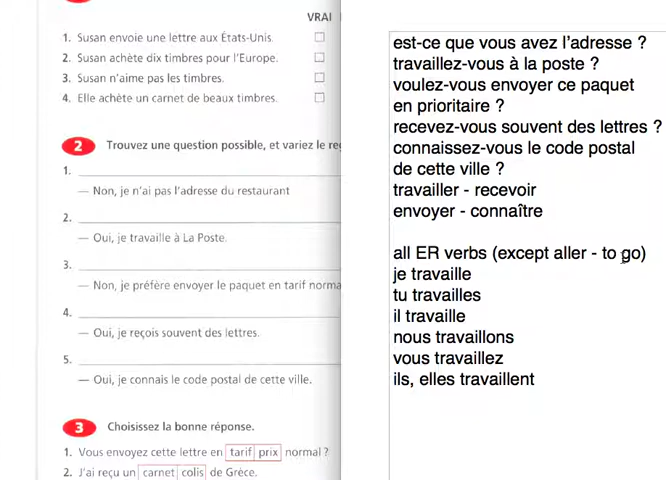 VRAI
1. Susan envoie une lettre aux États-Unis.
2. Susan achète dix timbres pour l'Europe.
3. Susan n'aime pas les timbres.
4. Elle achète un carnet de beaux timbres.
2 Trouvez une question possible, et variez le re
1.
— Non, je n'ai pas l'adresse du restaurant
2.
— Oui, je travaille à La Poste.
3.
— Non, je préfère envoyer le paquet en tarif norma
4.
— Oui, je reçois souvent des lettres.
5.
— Oui, je connais le code postal de cette ville.
3 Choisissez la bonne réponse.
1. Vous envoyez cette lettre en tarif prix normal ?
2. J'ai reçu un carnet colis de Grèce.
est-ce que vous avez l'adresse ?
travaillez-vous à la poste ?
voulez-vous envoyer ce paquet
en prioritaire ?
recevez-vous souvent des lettres ?
connaissez-vous le code postal
de cette ville ?
travailler - recevoir
envoyer - connaître
all ER verbs (except aller - to go)
je travaille
tu travailles
il travaille
nous travaillons
vous travaillez
ils, elles travaillent